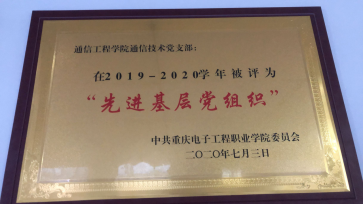 通信工程学院通信技术党支部：
在2019-2020学年被评为
“先进基层党组织”
中共重庆电子工程职业学院委员会
二〇二〇年七月三日